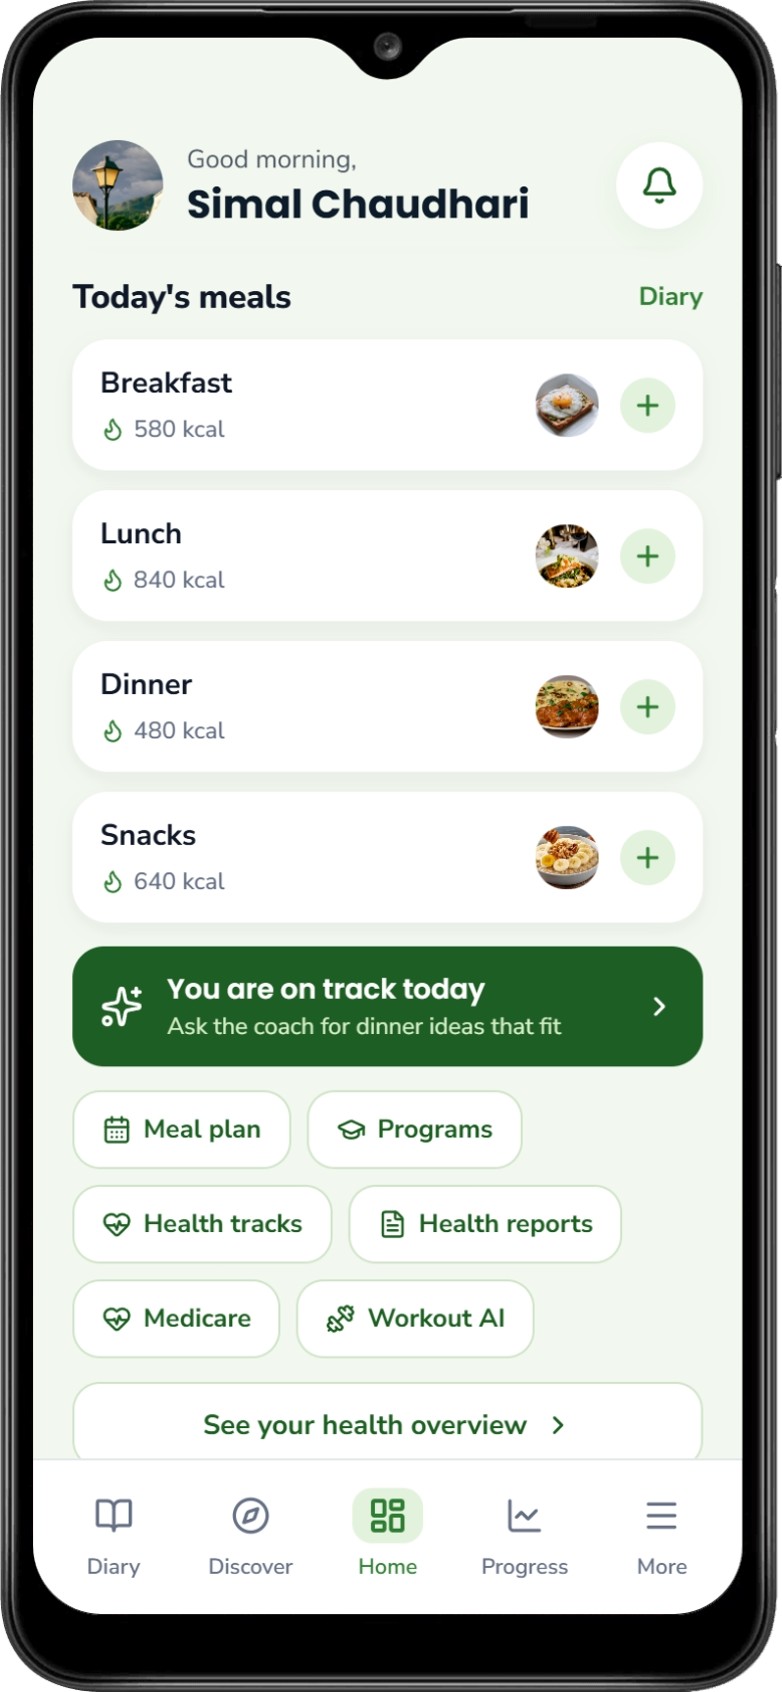 Good morning,
Simal Chaudhari
Today's meals
Diary
Breakfast
580 kcal
Lunch
840 kcal
Dinner
480 kcal
Snacks
640 kcal
You are on track today
Ask the coach for dinner ideas that fit
Meal plan
Programs
Health tracks
Health reports
Medicare
Workout AI
See your health overview
Diary
Discover
Home
Progress
More